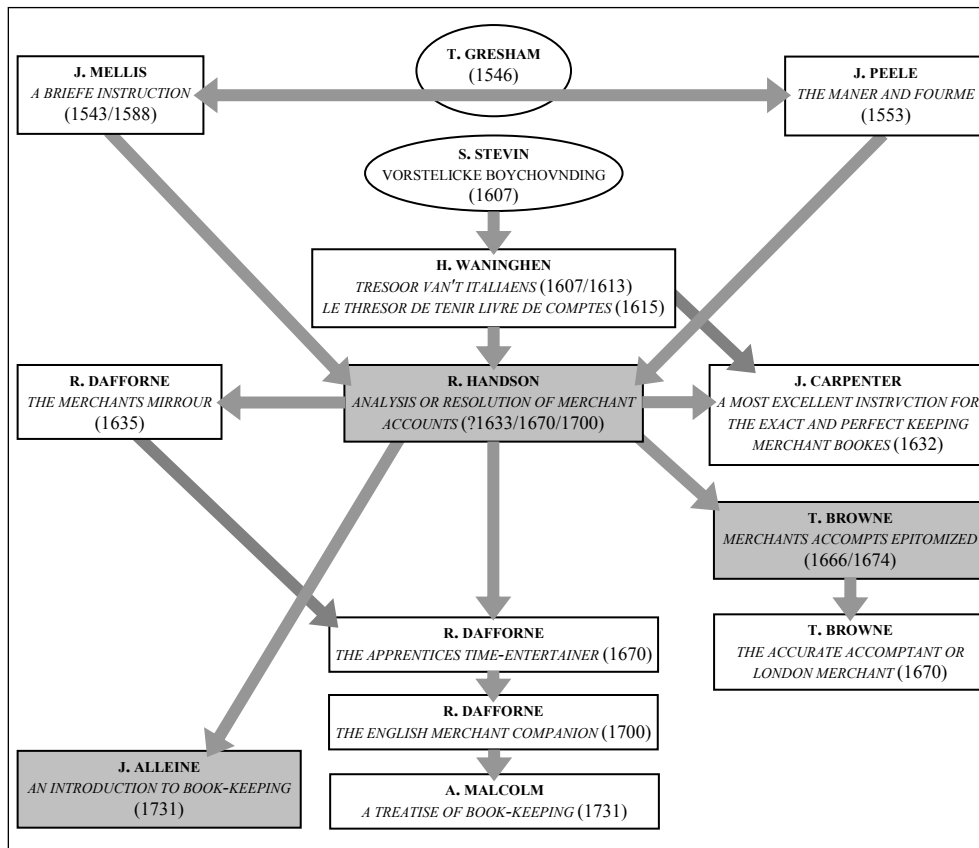 T. GRESHAM
(1546)
J. MELLIS
A BRIEFE INSTRUCTION
(1543/1588)
J. PEELE
THE MANER AND FOURME
(1553)
S. STEVIN
VORSTELICKE BOYCHOVNDING
(1607)
H. WANINGHEN
TRESOOR VAN'T ITALIAENS (1607/1613)
LE THRESOR DE TENIR LIVRE DE COMPTES (1615)
R. DAFFORNE
THE MERCHANTS MIRROUR
(1635)
R. HANDSON
ANALYSIS OR RESOLUTION OF MERCHANT
ACCOUNTS (?1633/1670/1700)
J. CARPENTER
A MOST EXCELLENT INSTRVCTION FOR
THE EXACT AND PERFECT KEEPING
MERCHANT BOOKES (1632)
T. BROWNE
MERCHANTS ACCOMPTS EPITOMIZED
(1666/1674)
T. BROWNE
THE ACCURATE ACCOMPTANT OR
LONDON MERCHANT (1670)
R. DAFFORNE
THE APPRENTICES TIME-ENTERTAINER (1670)
R. DAFFORNE
THE ENGLISH MERCHANT COMPANION (1700)
J. ALLEINE
AN INTRODUCTION TO BOOK-KEEPING
(1731)
A. MALCOLM
A TREATISE OF BOOK-KEEPING (1731)